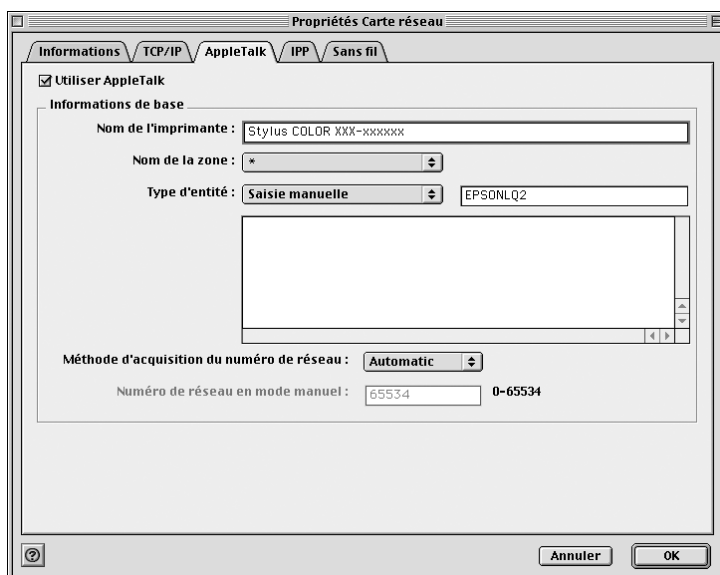 Propriétés Carte réseau
Informations TCP/IP AppleTalk IPP Sans fil
Utiliser AppleTalk
Informations de base
Nom de l'imprimante : Stylus COLOR XXX-xxxxxx
Nom de la zone : *
Type d'entité : Saisie manuelle EPSONLQ2
Méthode d'acquisition du numéro de réseau : Automatic
Numéro de réseau en mode manuel : 65534 0-65534
? Annuler OK